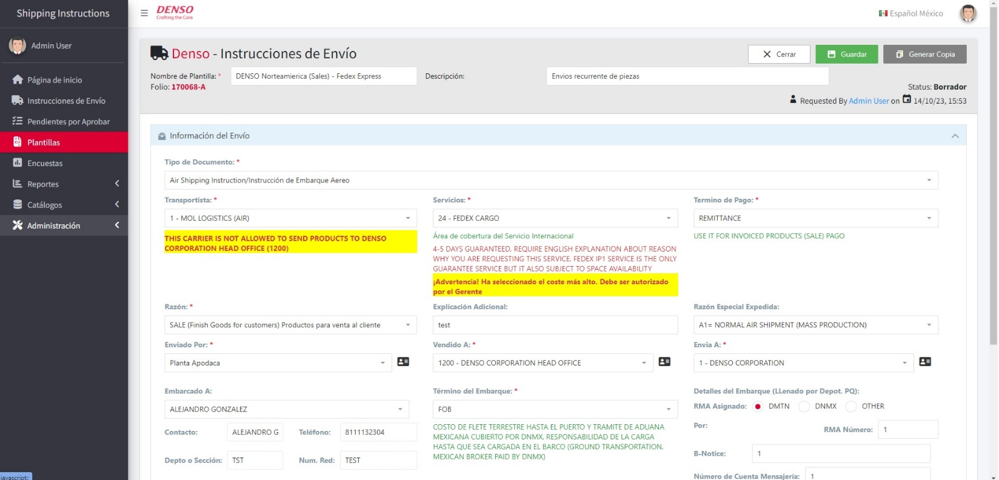 Shipping Instructions
DENSO
Crafting the Core
Español México
Admin User
Página de inicio
Instrucciones de Envío
Pendientes por Aprobar
Plantillas
Encuestas
Reportes
Catálogos
Administración
Denso - Instrucciones de Envío
Cerrar
Guardar
Generar Copia
Nombre de Plantilla: *
DENSO Norteamierica (Sales) - Fedex Express
Descripción:
Envios recurrente de piezas
Folio: 170068-A
Status: Borrador
Requested By Admin User on 14/10/23, 15:53
Información del Envío
Tipo de Documento: *
Air Shipping Instruction/Instrucción de Embarque Aereo
Transportista: *
1 - MOL LOGISTICS (AIR)
THIS CARRIER IS NOT ALLOWED TO SEND PRODUCTS TO DENSO
CORPORATION HEAD OFFICE (1200)
Servicios: *
24 - FEDEX CARGO
Área de cobertura del Servicio Internacional
4-5 DAYS GUARANTEED, REQUIRE ENGLISH EXPLANATION ABOUT REASON
WHY YOU ARE REQUESTING THIS SERVICE, FEDEX IP1 SERVICE IS THE ONLY
GUARANTEE SERVICE BUT IT ALSO SUBJECT TO SPACE AVAILABILITY
¡Advertencia! Ha seleccionado el coste más alto. Debe ser autorizado
por el Gerente
Termino de Pago: *
REMITTANCE
USE IT FOR INVOICED PRODUCTS (SALE) PAGO
Razón: *
SALE (Finish Goods for customers) Productos para venta al cliente
Explicación Adicional:
test
Razón Especial Expedida:
A1= NORMAL AIR SHIPMENT (MASS PRODUCTION)
Enviado Por: *
Planta Apodaca
Vendido A: *
1200 - DENSO CORPORATION HEAD OFFICE
Envia A: *
1 - DENSO CORPORATION
Embarcado A:
ALEJANDRO GONZALEZ
Contacto:
ALEJANDRO G
Teléfono:
8111132304
Depto o Sección:
TST
Num. Red:
TEST
Término del Embarque: *
FOB
COSTO DE FLETE TERRESTRE HASTA EL PUERTO Y TRAMITE DE ADUANA
MEXICANA CUBIERTO POR DNMX, RESPONSABILIDAD DE LA CARGA
HASTA QUE SEA CARGADA EN EL BARCO (GROUND TRANSPORTATION,
MEXICAN BROKER PAID BY DNMX)
Detalles del Embarque (LLenado por Depot. PQ):
RMA Asignado: DMTN DNMX OTHER
Por:
RMA Número: 1
B-Notice: 1
Número de Cuenta Mensajería: 1
javascript: